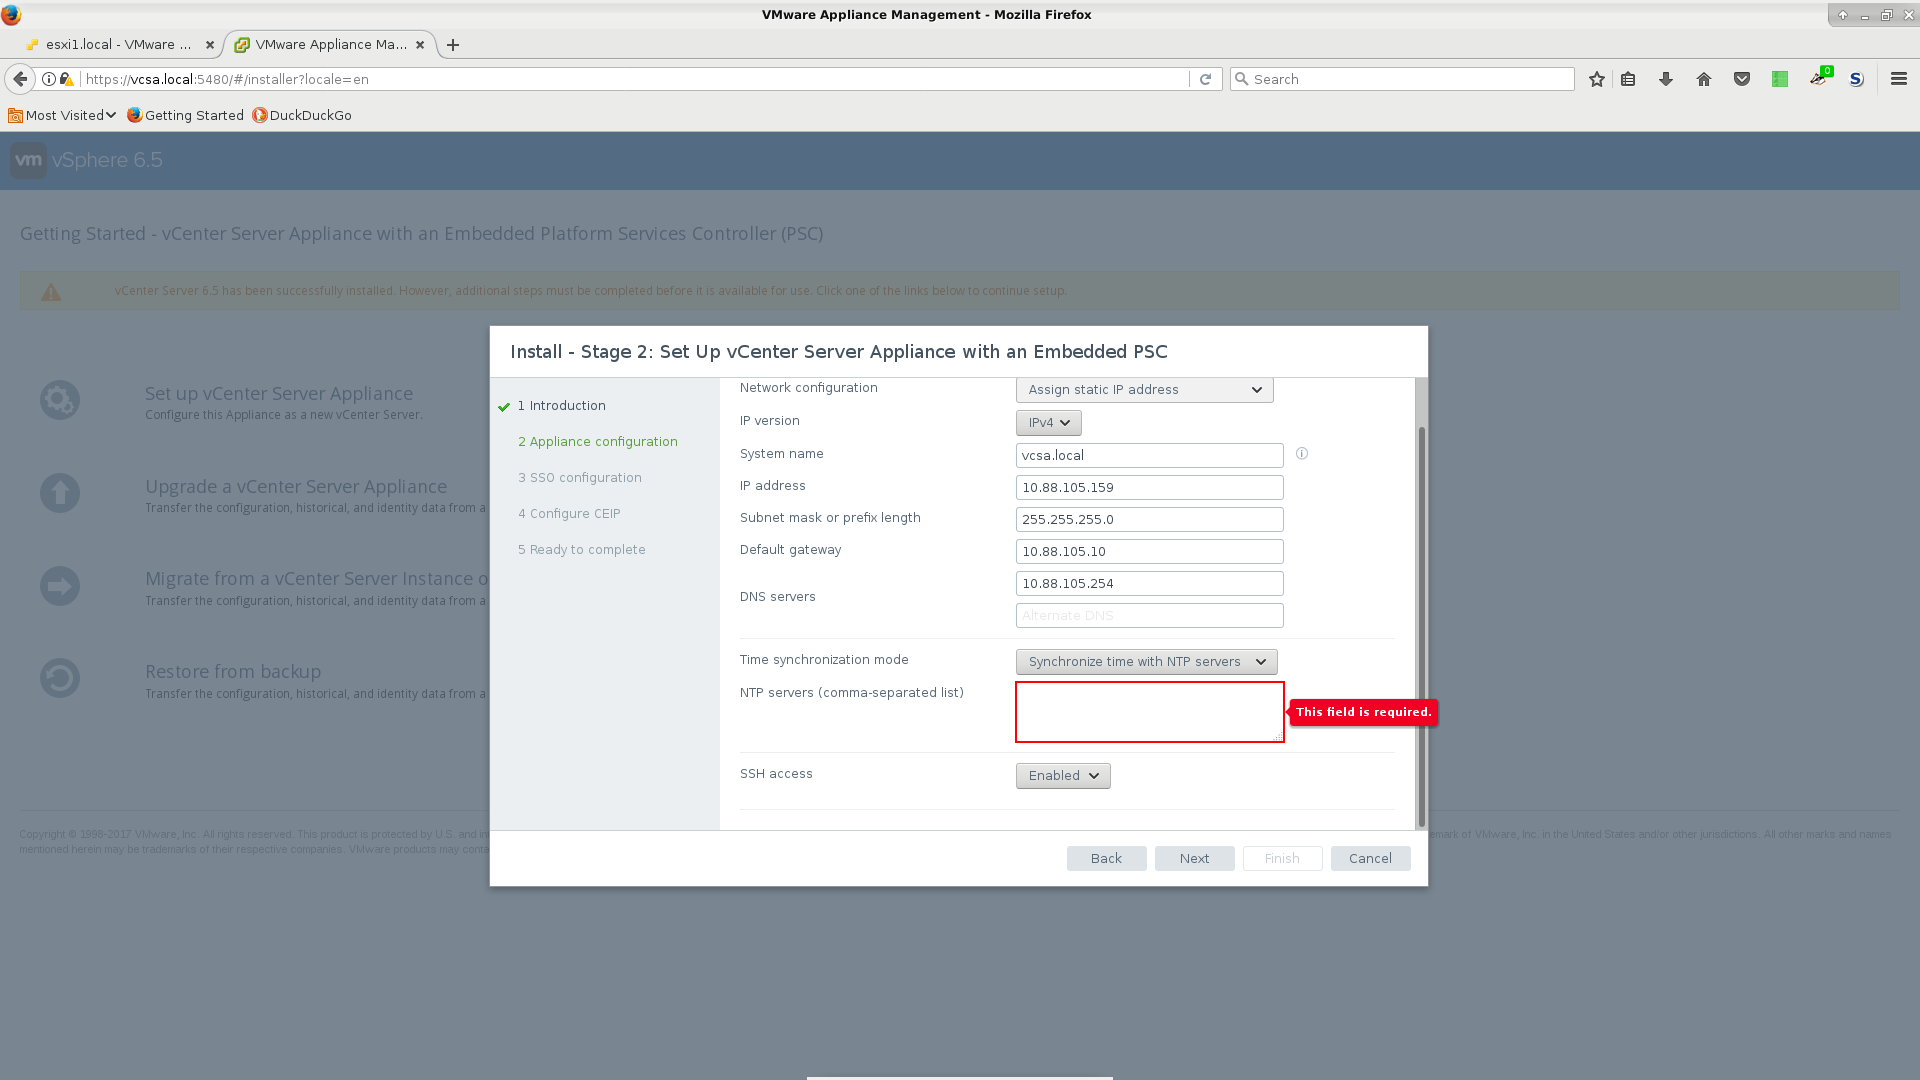 VMware Appliance Management - Mozilla Firefox
esxi1.local - VMware ...
VMware Appliance Ma...
https://vcsa.local:5480/#/installer?locale=en
Search
0
S
Most Visited
Getting Started
DuckDuckGo
vm vSphere 6.5
Getting Started - vCenter Server Appliance with an Embedded Platform Services Controller (PSC)
vCenter Server 6.5 has been successfully installed. However, additional steps must be completed before it is available for use. Click one of the links below to continue setup.
Set up vCenter Server Appliance
Configure this Appliance as a new vCenter Server.
Upgrade a vCenter Server Appliance
Transfer the configuration, historical, and identity data from a
Migrate from a vCenter Server Instance o
Transfer the configuration, historical, and identity data from a
Restore from backup
Transfer the configuration, historical, and identity data from a
Install - Stage 2: Set Up vCenter Server Appliance with an Embedded PSC
1 Introduction
2 Appliance configuration
3 SSO configuration
4 Configure CEIP
5 Ready to complete
Network configuration
Assign static IP address
IP version
IPv4
System name
vcsa.local
IP address
10.88.105.159
Subnet mask or prefix length
255.255.255.0
Default gateway
10.88.105.10
DNS servers
10.88.105.254
Alternate DNS
Time synchronization mode
Synchronize time with NTP servers
NTP servers (comma-separated list)
This field is required.
SSH access
Enabled
Back
Next
Finish
Cancel
Copyright © 1998-2017 VMware, Inc. All rights reserved. This product is protected by U.S. and in
emark of VMware, Inc. in the United States and/or other jurisdictions. All other marks and names
mentioned herein may be trademarks of their respective companies. VMware products may conta